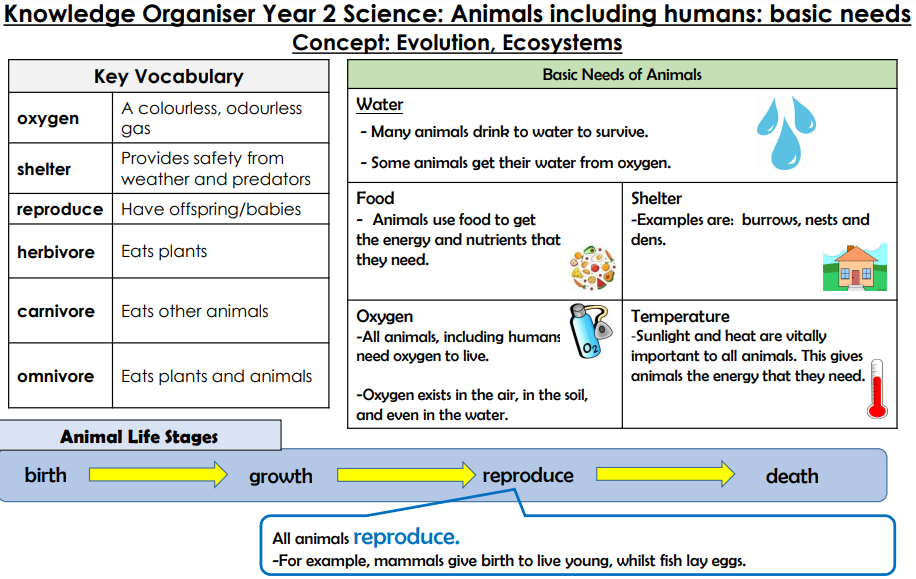 Knowledge Organiser Year 2 Science: Animals including humans: basic needs
Concept: Evolution, Ecosystems
Key Vocabulary
oxygen
A colourless, odourless
gas
shelter
Provides safety from
weather and predators
reproduce
Have offspring/babies
herbivore
Eats plants
carnivore
Eats other animals
omnivore
Eats plants and animals
Basic Needs of Animals
Water
- Many animals drink to water to survive.
- Some animals get their water from oxygen.
Food
- Animals use food to get
the energy and nutrients that
they need.
Shelter
-Examples are: burrows, nests and
dens.
Oxygen
-All animals, including humans
need oxygen to live.
-Oxygen exists in the air, in the soil,
and even in the water.
O2
Temperature
-Sunlight and heat are vitally
important to all animals. This gives
animals the energy that they need.
Animal Life Stages
birth
growth
reproduce
death
All animals reproduce.
-For example, mammals give birth to live young, whilst fish lay eggs.